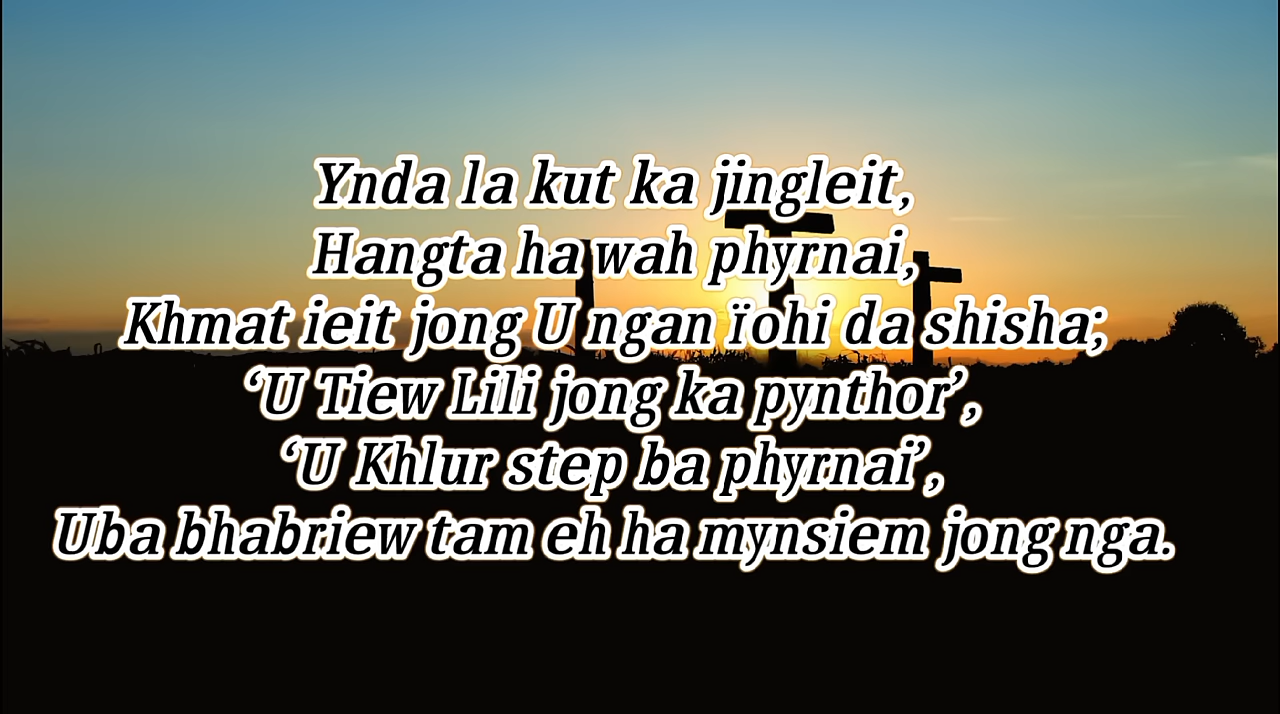 Ynda la kut ka jingleit,
Hangta ha wah phyrnai,
Khmat ieit jong U ngan ïohi da shisha;
‘U Tiew Lili jong ka pynthor’,
‘U Khlur step ba phyrnai’,
Uba bhabriew tam eh ha mynsiem jong nga.